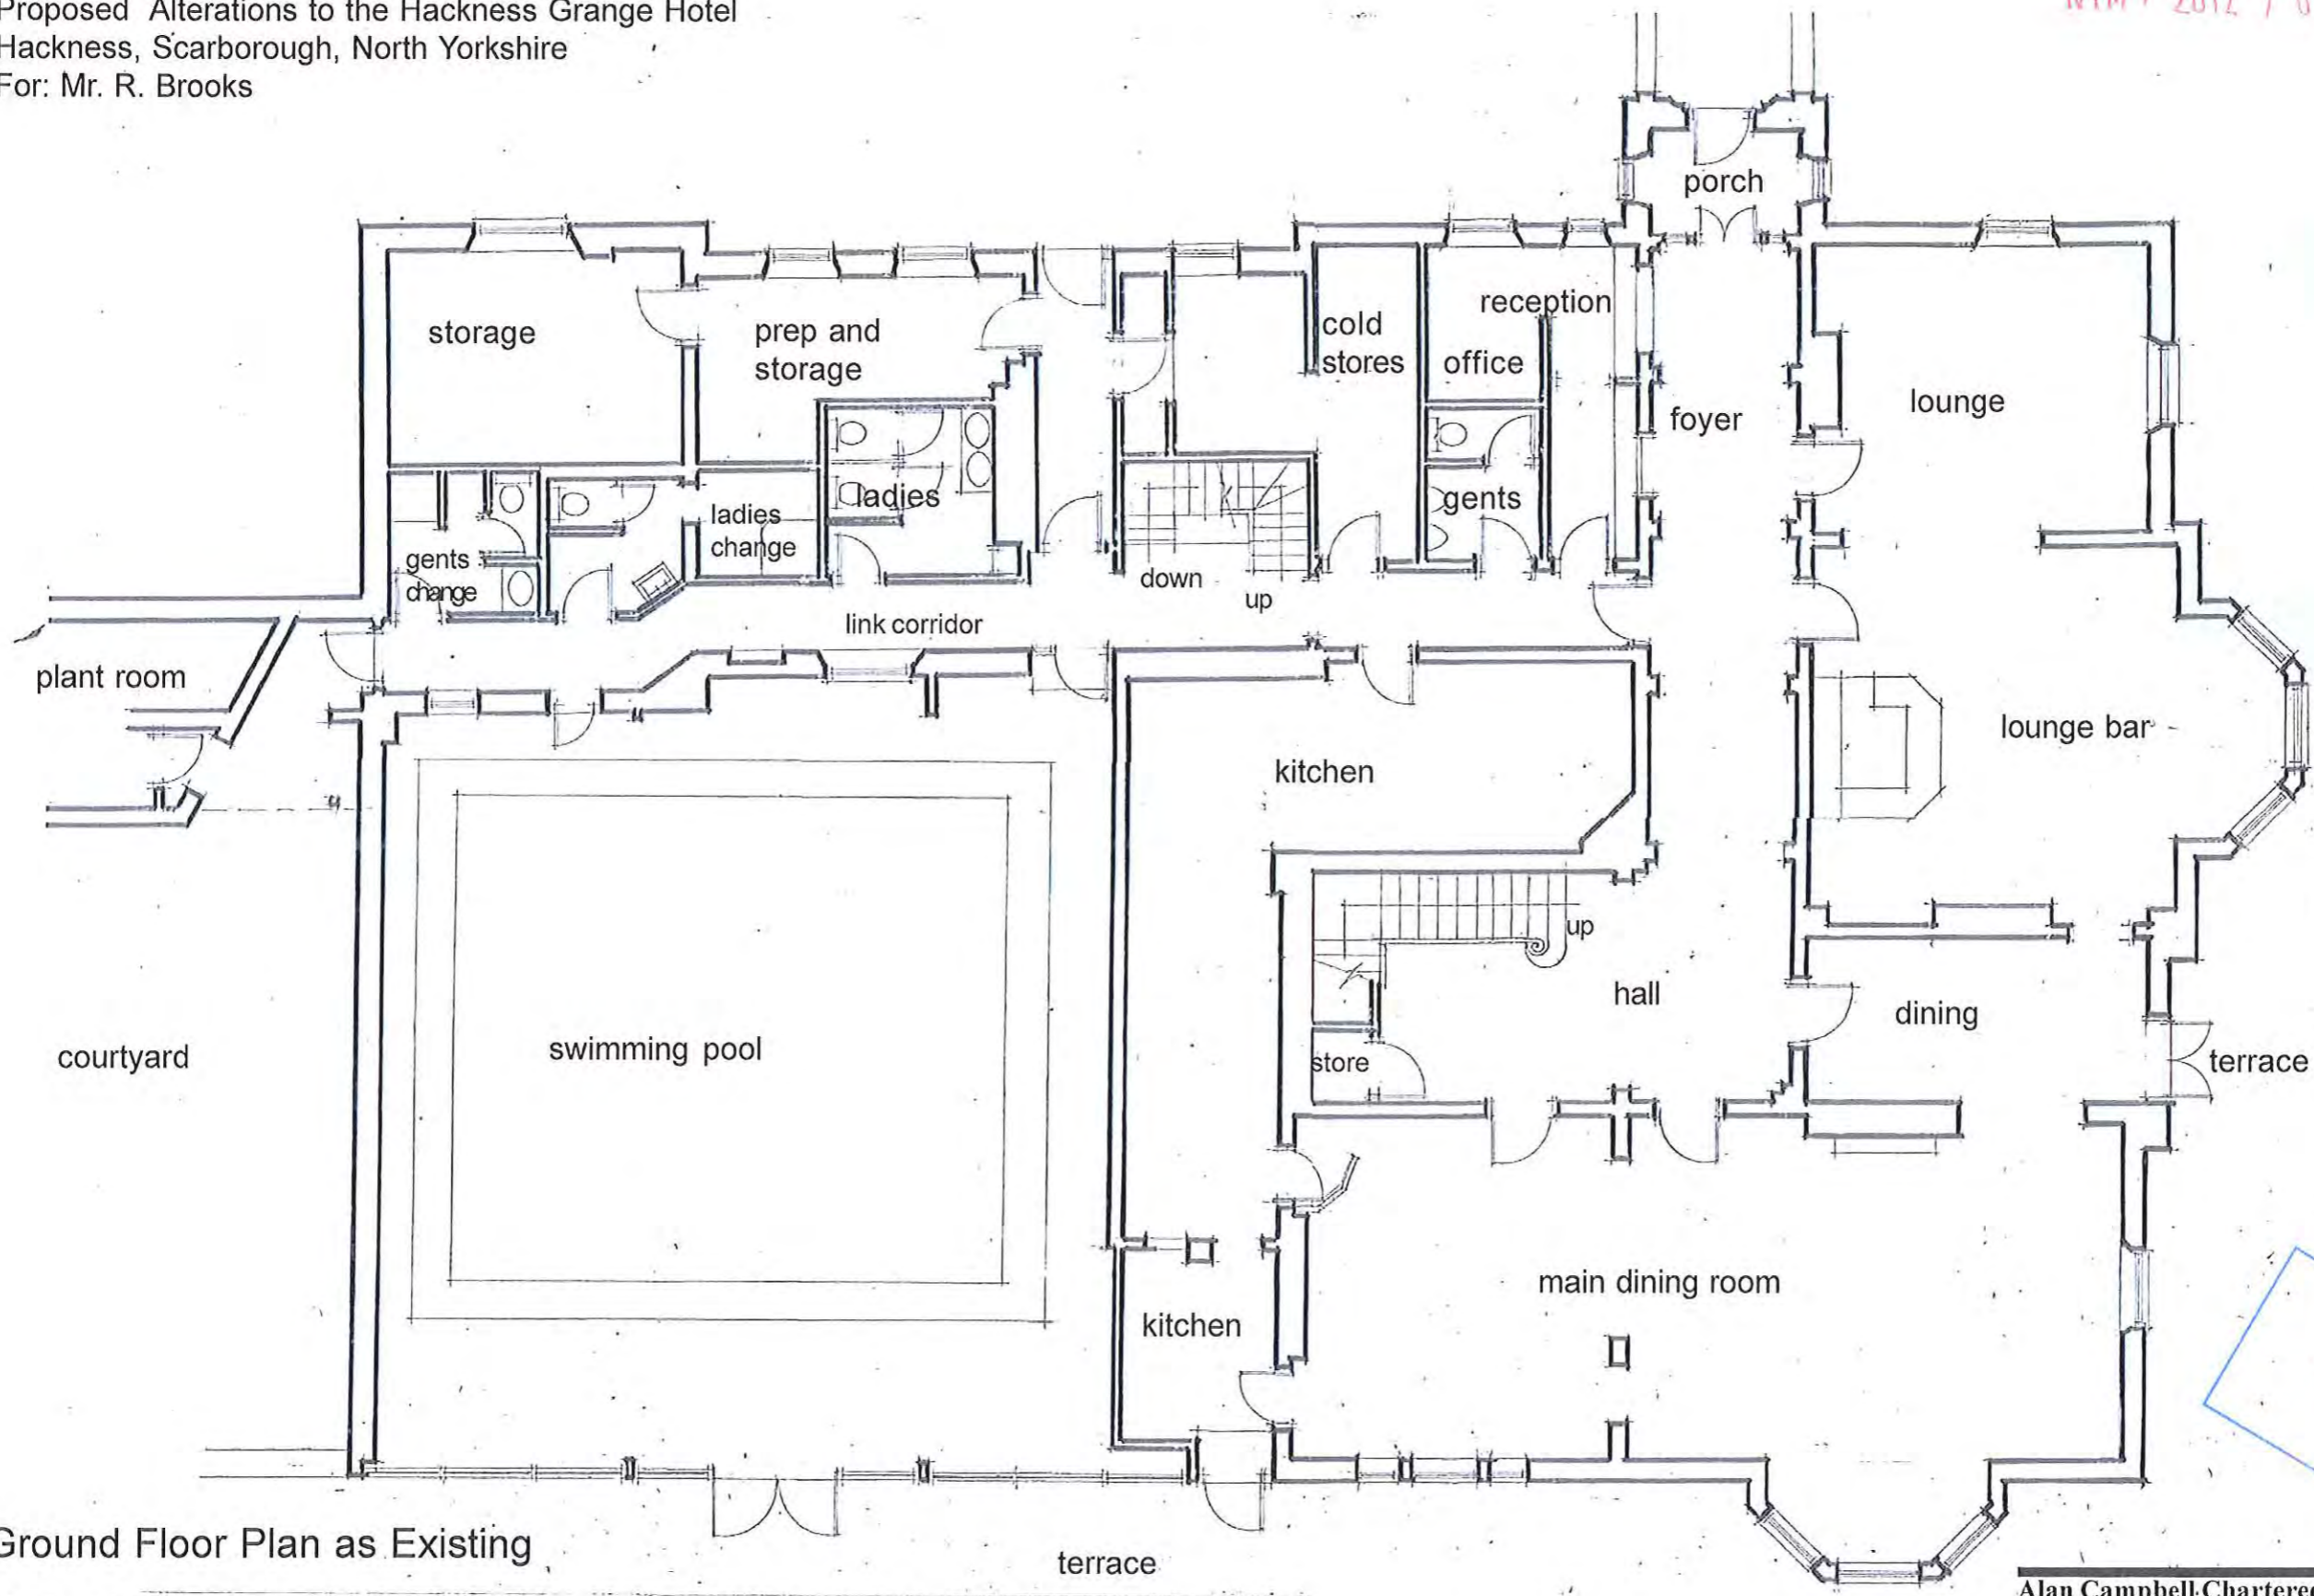 Proposed Alterations to the Hackness Grange Hotel
Hackness, Scarborough, North Yorkshire
For: Mr. R. Brooks
porch
storage
prep and
storage
cold
stores
reception
office
foyer
lounge
gents
change
ladies
change
ladies
gents
down
up
link corridor
plant room
kitchen
lounge bar
up
hall
dining
store
terrace
courtyard
swimming pool
main dining room
kitchen
Ground Floor Plan as Existing
terrace
Alan Campbell Chartered